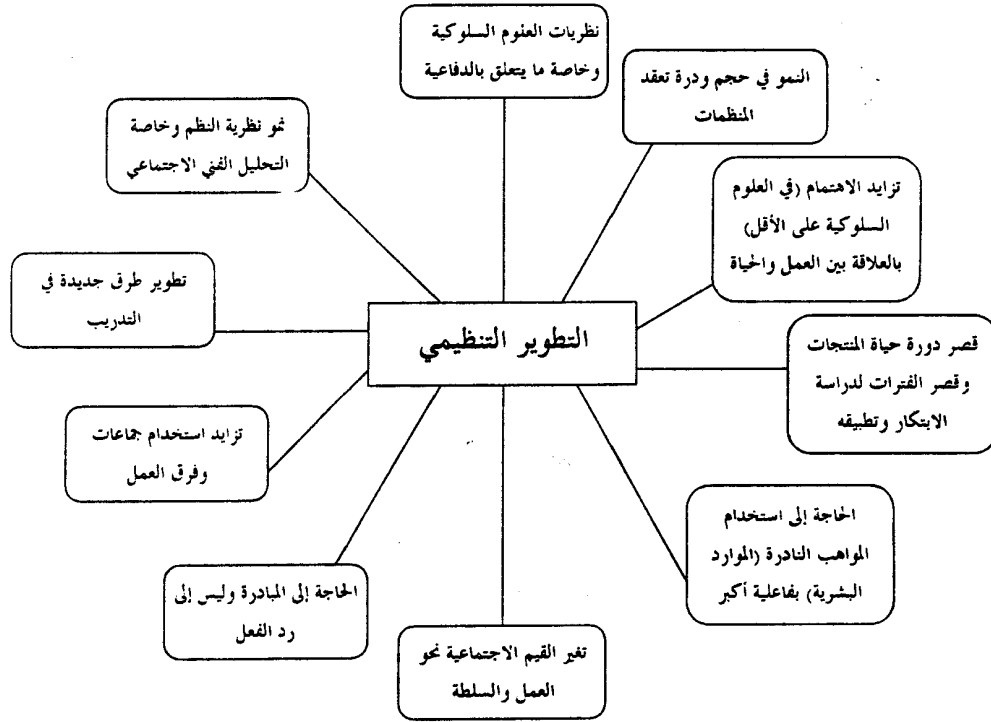 نظريات العلوم السلوكية
وخاصة ما يتعلق بالدفاعية
النمو في حجم ودرة تعقد
المنظمات
تزايد الاهتمام (في العلوم
السلوكية على الأقل)
بالعلاقة بين العمل والحياة
قصر دورة حياة المنتجات
وقصر الفترات لدراسة
الابتكار وتطبيقه
الحاجة إلى استخدام
المواهب النادرة (الموارد
البشرية) بفاعلية أكبر
تغير القيم الاجتماعية نحو
العمل والسلطة
الحاجة إلى المبادرة وليس إلى
رد الفعل
تزايد استخدام جماعات
وفرق العمل
تطوير طرق جديدة في
التدريب
نمو نظرية النظم وخاصة
التحليل الفني الاجتماعي
التطوير التنظيمي